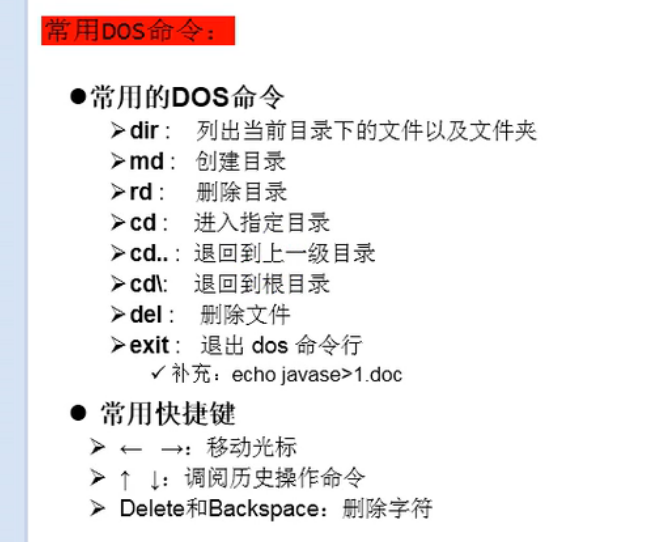 常用DOS命令：
●常用的DOS命令
➢dir： 列出当前目录下的文件以及文件夹
➢md： 创建目录
➢rd： 删除目录
➢cd： 进入指定目录
➢cd..：退回到上一级目录
➢cd\: 退回到根目录
➢del： 删除文件
➢exit： 退出 dos 命令行
✓补充：echo javase>1.doc
● 常用快捷键
➢ ← →：移动光标
➢ ↑ ↓：调阅历史操作命令
➢ Delete和Backspace：删除字符